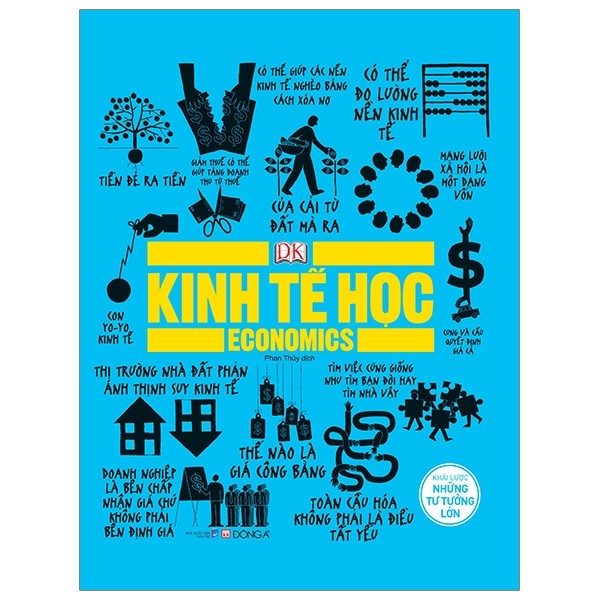 CÓ THỂ GIÚP CÁC NỀN
KINH TẾ NGHÈO BẰNG
CÁCH XÓA NỢ
CÓ THỂ
ĐO LƯỜNG
NỀN KINH
TẾ
TIỀN ĐẺ RA TIỀN
GIẢM THUẾ CÓ THỂ
GIÚP TĂNG DOANH
THU TỪ THUẾ
CỦA CẢI TỪ
ĐẤT MÀ RA
MẠNG LƯỚI
XÃ HỘI LÀ
MỘT DẠNG
VỐN
DK
KINH TẾ HỌC
ECONOMICS
Phan Thủy dịch
CON
YO-YO
KINH TẾ
CUNG VÀ CẦU
QUYẾT ĐỊNH
GIÁ CẢ
THỊ TRƯỜNG NHÀ ĐẤT PHẢN
ÁNH THỊNH SUY KINH TẾ
TÌM VIỆC CŨNG GIỐNG
NHƯ TÌM BẠN ĐỜI HAY
TÌM NHÀ VẬY
THẾ NÀO LÀ
GIÁ CÔNG BẰNG
DOANH NGHIỆP
LÀ BÊN CHẤP
NHẬN GIÁ CHỨ
KHÔNG PHẢI
BÊN ĐỊNH GIÁ
TOÀN CẦU HÓA
KHÔNG PHẢI LÀ ĐIỀU
TẤT YẾU
KHÁI LƯỢC
NHỮNG
TƯ TƯỞNG
LỚN
ĐÔNG A